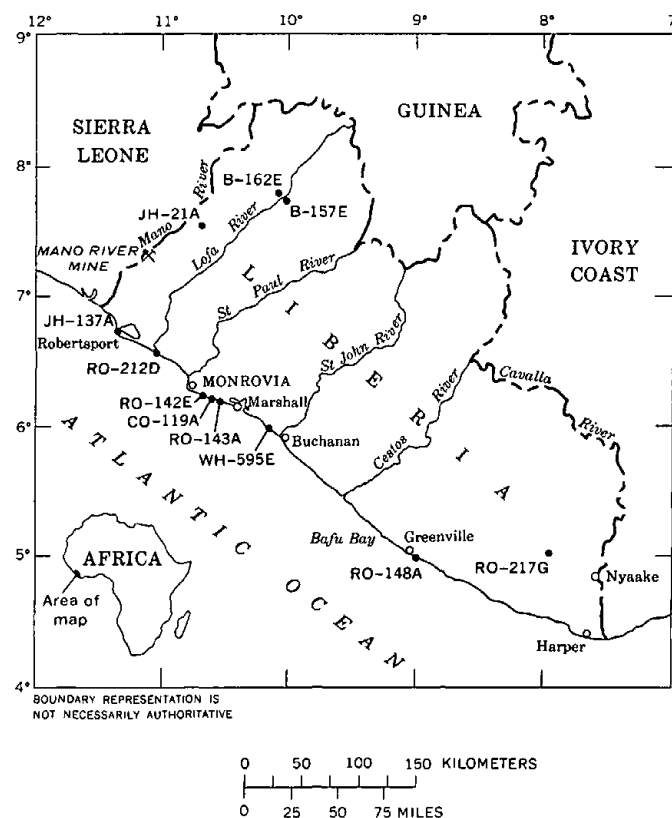 12° 11° 10° 9° 8° 7°
9°
SIERRA
LEONE
GUINEA
8°
B-162E
B-157E
JH-21A
Mano River
MANO RIVER
MINE
Lofa River
IVORY
COAST
7°
St Paul River
LIBERIA
JH-137A
Robertsport
RO-212D
St John River
MONROVIA
RO-142E
Marshall
CO-119A
RO-143A
WH-595E
Buchanan
Cestos River
Cavalla River
6°
ATLANTIC OCEAN
Bafu Bay
Greenville
RO-148A
RO-217G
Nyaake
5°
AFRICA
Area of
map
Harper
4°
BOUNDARY REPRESENTATION IS
NOT NECESSARILY AUTHORITATIVE
0 50 100 150 KILOMETERS
0 25 50 75 MILES